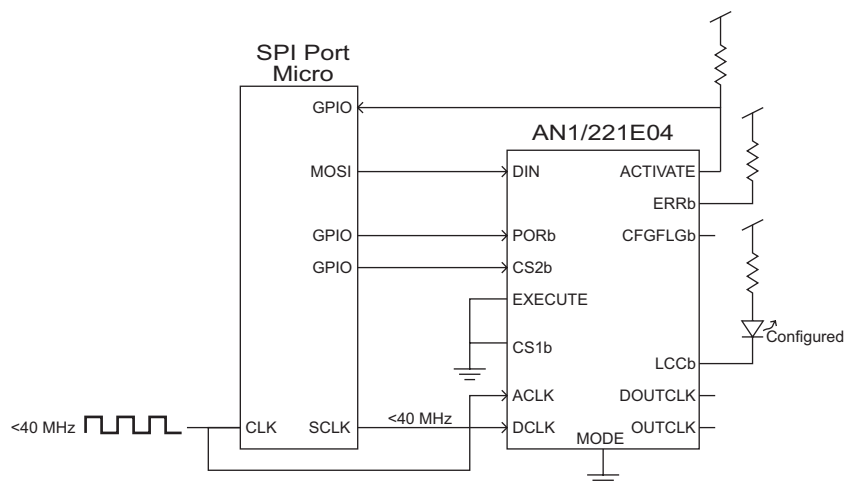 SPI Port
Micro
AN1/221E04
GPIO
MOSI
GPIO
GPIO
CLK
SCLK
<40 MHz
<40 MHz
DIN
PORb
CS2b
EXECUTE
CS1b
ACLK
DCLK
MODE
ACTIVATE
ERRb
CFGFLGb
LCCb
DOUTCLK
OUTCLK
Configured